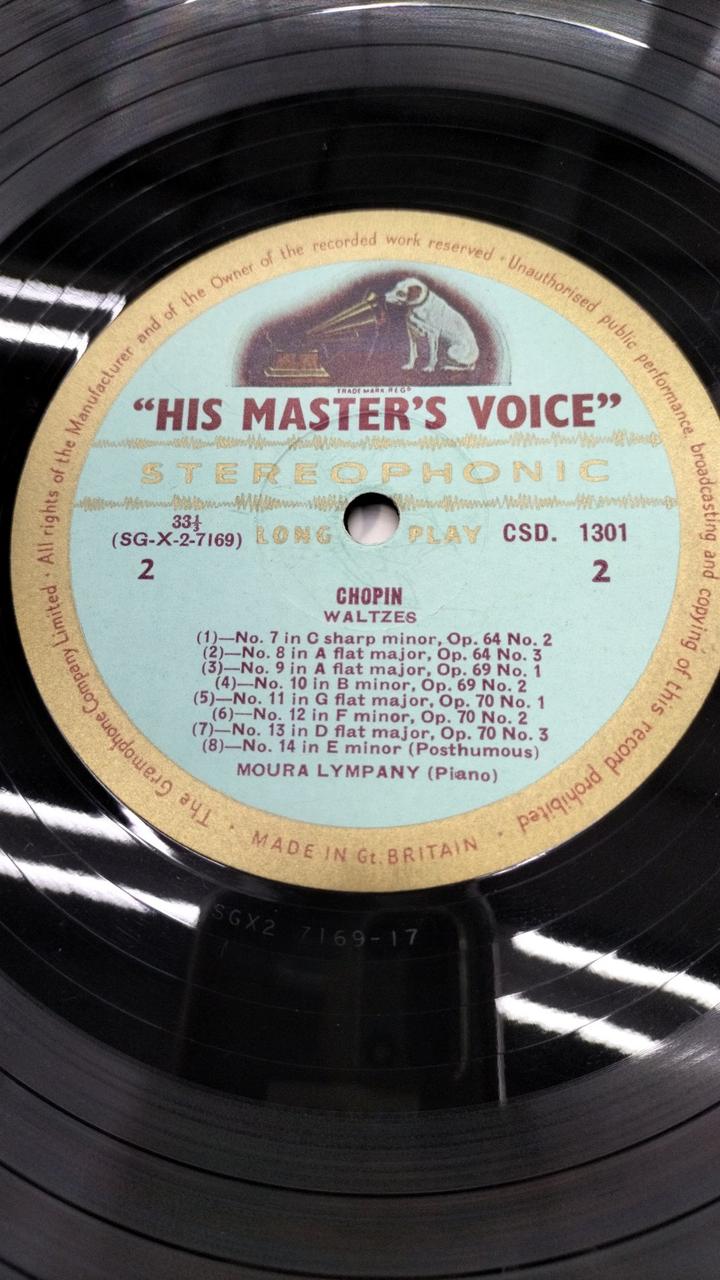 The Gramophone Company Limited · All rights of the Manufacturer and of the Owner of the recorded work reserved · Unauthorised public performance, broadcasting and copying of this record prohibited ·
TRADE MARK REGD
“HIS MASTER'S VOICE”
STEREOPHONIC
33⅓
(SG-X-2-7169) LONG PLAY CSD. 1301
2 2
CHOPIN
WALTZES
(1)—No. 7 in C sharp minor, Op. 64 No. 2
(2)—No. 8 in A flat major, Op. 64 No. 3
(3)—No. 9 in A flat major, Op. 69 No. 1
(4)—No. 10 in B minor, Op. 69 No. 2
(5)—No. 11 in G flat major, Op. 70 No. 1
(6)—No. 12 in F minor, Op. 70 No. 2
(7)—No. 13 in D flat major, Op. 70 No. 3
(8)—No. 14 in E minor (Posthumous)
MOURA LYMPANY (Piano)
· MADE IN Gt. BRITAIN ·
SGX2 7169-17